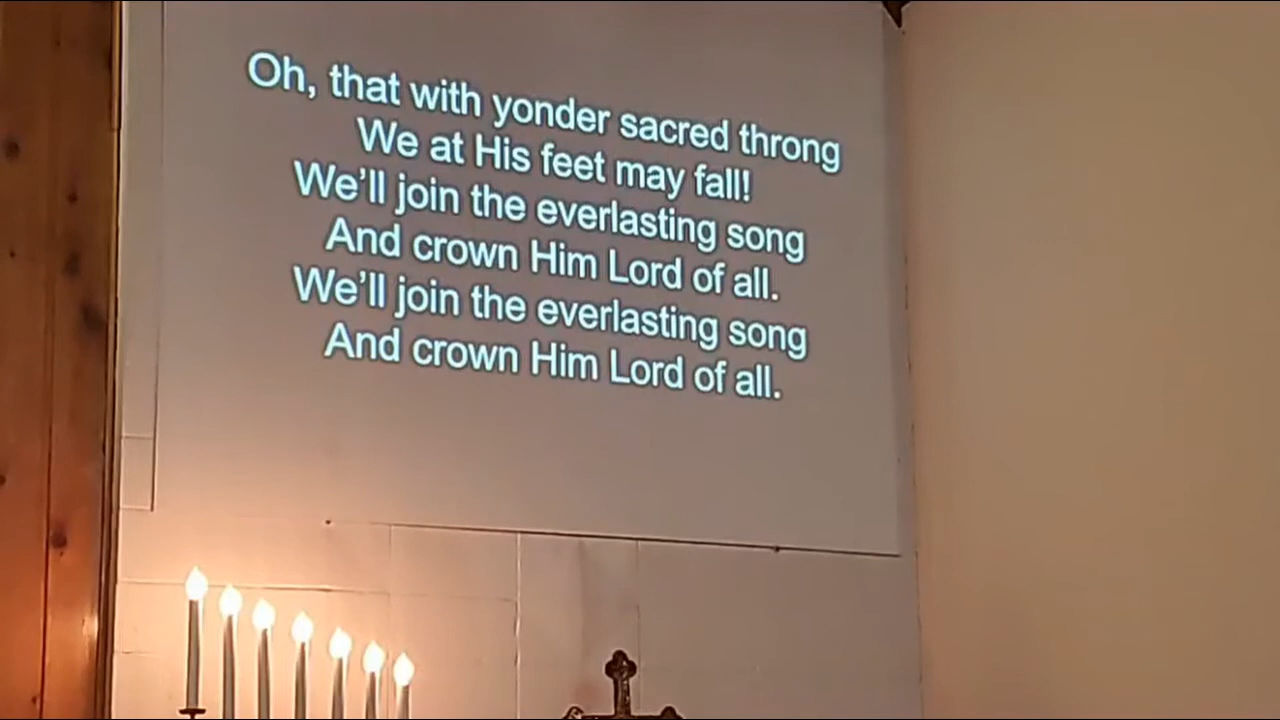 Oh, that with yonder sacred throng
We at His feet may fall!
We’ll join the everlasting song
And crown Him Lord of all.
We’ll join the everlasting song
And crown Him Lord of all.